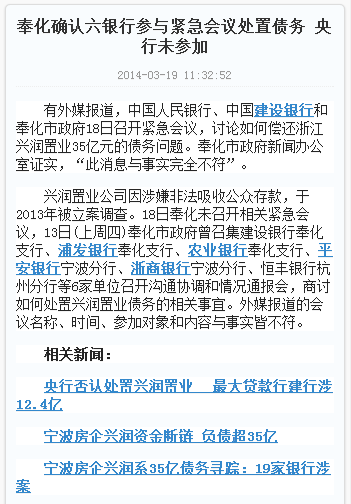 奉化确认六银行参与紧急会议处置债务 央
行未参加
2014-03-19 11:32:52
有外媒报道，中国人民银行、中国建设银行和
奉化市政府18日召开紧急会议，讨论如何偿还浙江
兴润置业35亿元的债务问题。奉化市政府新闻办公
室证实，“此消息与事实完全不符”。
兴润置业公司因涉嫌非法吸收公众存款，于
2013年被立案调查。18日奉化未召开相关紧急会
议，13日(上周四)奉化市政府曾召集建设银行奉化
支行、浦发银行奉化支行、农业银行奉化支行、平
安银行宁波分行、浙商银行宁波分行、恒丰银行杭
州分行等6家单位召开沟通协调和情况通报会，商讨
如何处置兴润置业债务的相关事宜。外媒报道的会
议名称、时间、参加对象和内容与事实皆不符。
相关新闻：
央行否认处置兴润置业 最大贷款行建行涉
12.4亿
宁波房企兴润资金断链 负债超35亿
宁波房企兴润系35亿债务寻踪：19家银行涉
案